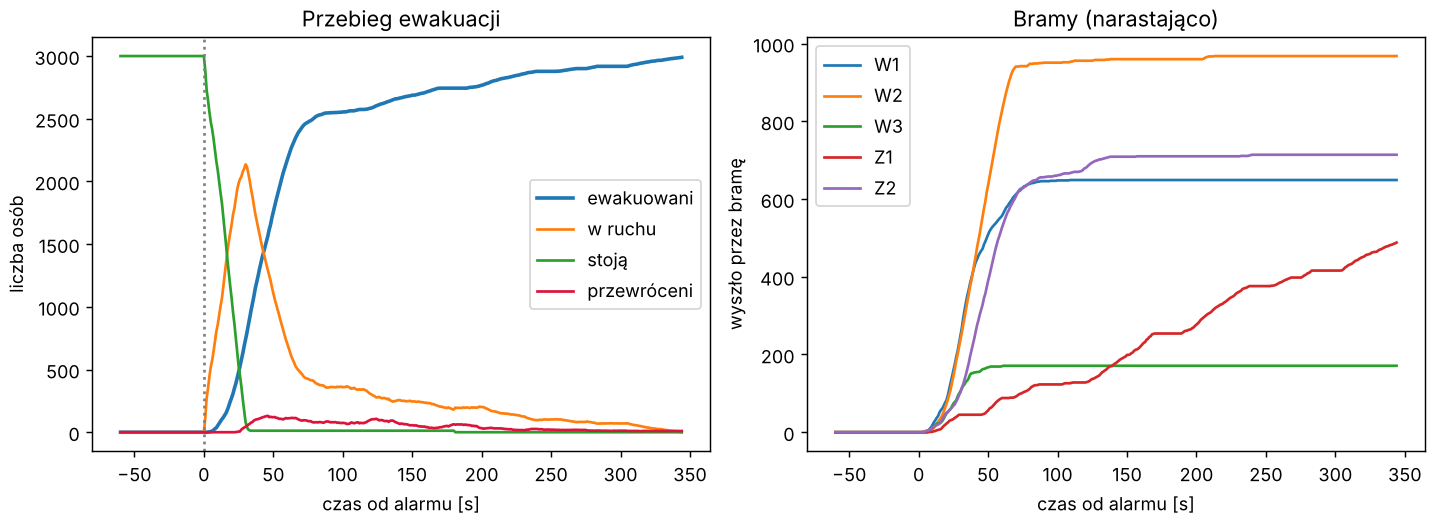 Przebieg ewakuacji
liczba osób
3000
2500
2000
1500
1000
500
0
ewakuowani
w ruchu
stoją
przewróceni
−50
0
50
100
150
200
250
300
350
czas od alarmu [s]
Bramy (narastająco)
wyszło przez bramę
1000
800
600
400
200
0
W1
W2
W3
Z1
Z2
−50
0
50
100
150
200
250
300
350
czas od alarmu [s]